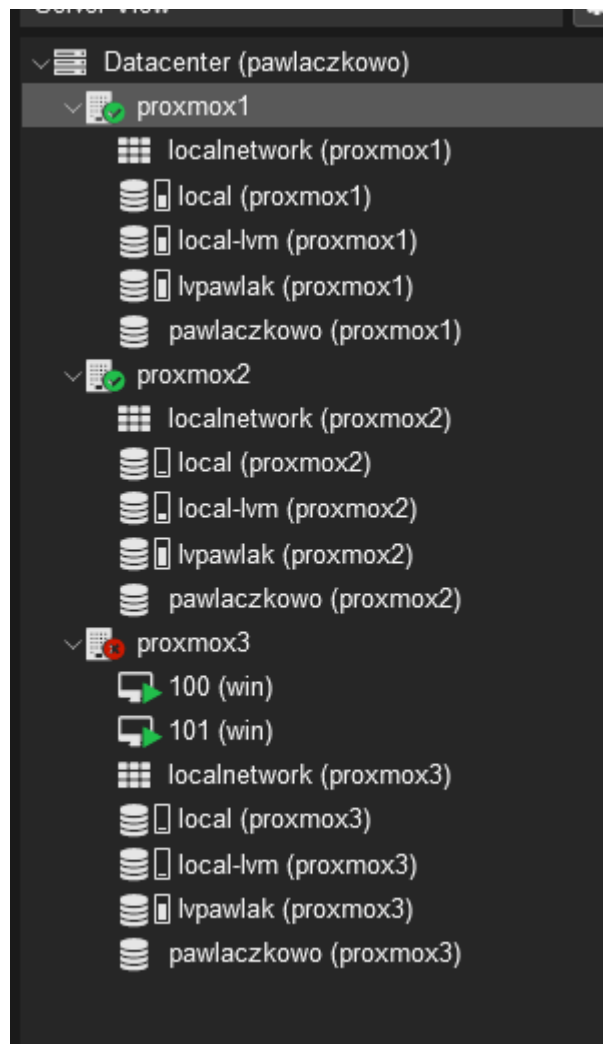 Server View
Datacenter (pawlaczkowo)
proxmox1
localnetwork (proxmox1)
local (proxmox1)
local-lvm (proxmox1)
lvpawlak (proxmox1)
pawlaczkowo (proxmox1)
proxmox2
localnetwork (proxmox2)
local (proxmox2)
local-lvm (proxmox2)
lvpawlak (proxmox2)
pawlaczkowo (proxmox2)
proxmox3
100 (win)
101 (win)
localnetwork (proxmox3)
local (proxmox3)
local-lvm (proxmox3)
lvpawlak (proxmox3)
pawlaczkowo (proxmox3)